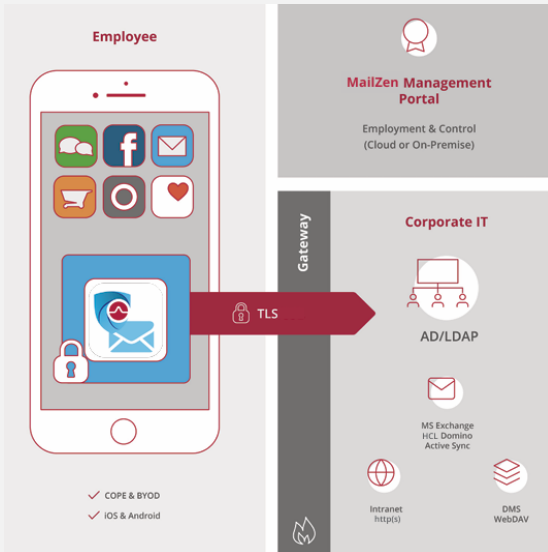 Employee
COPE & BYOD
iOS & Android
MailZen Management
Portal
Employment & Control
(Cloud or On-Premise)
Gateway
TLS
Corporate IT
AD/LDAP
MS Exchange
HCL Domino
Active Sync
Intranet
http(s)
DMS
WebDAV